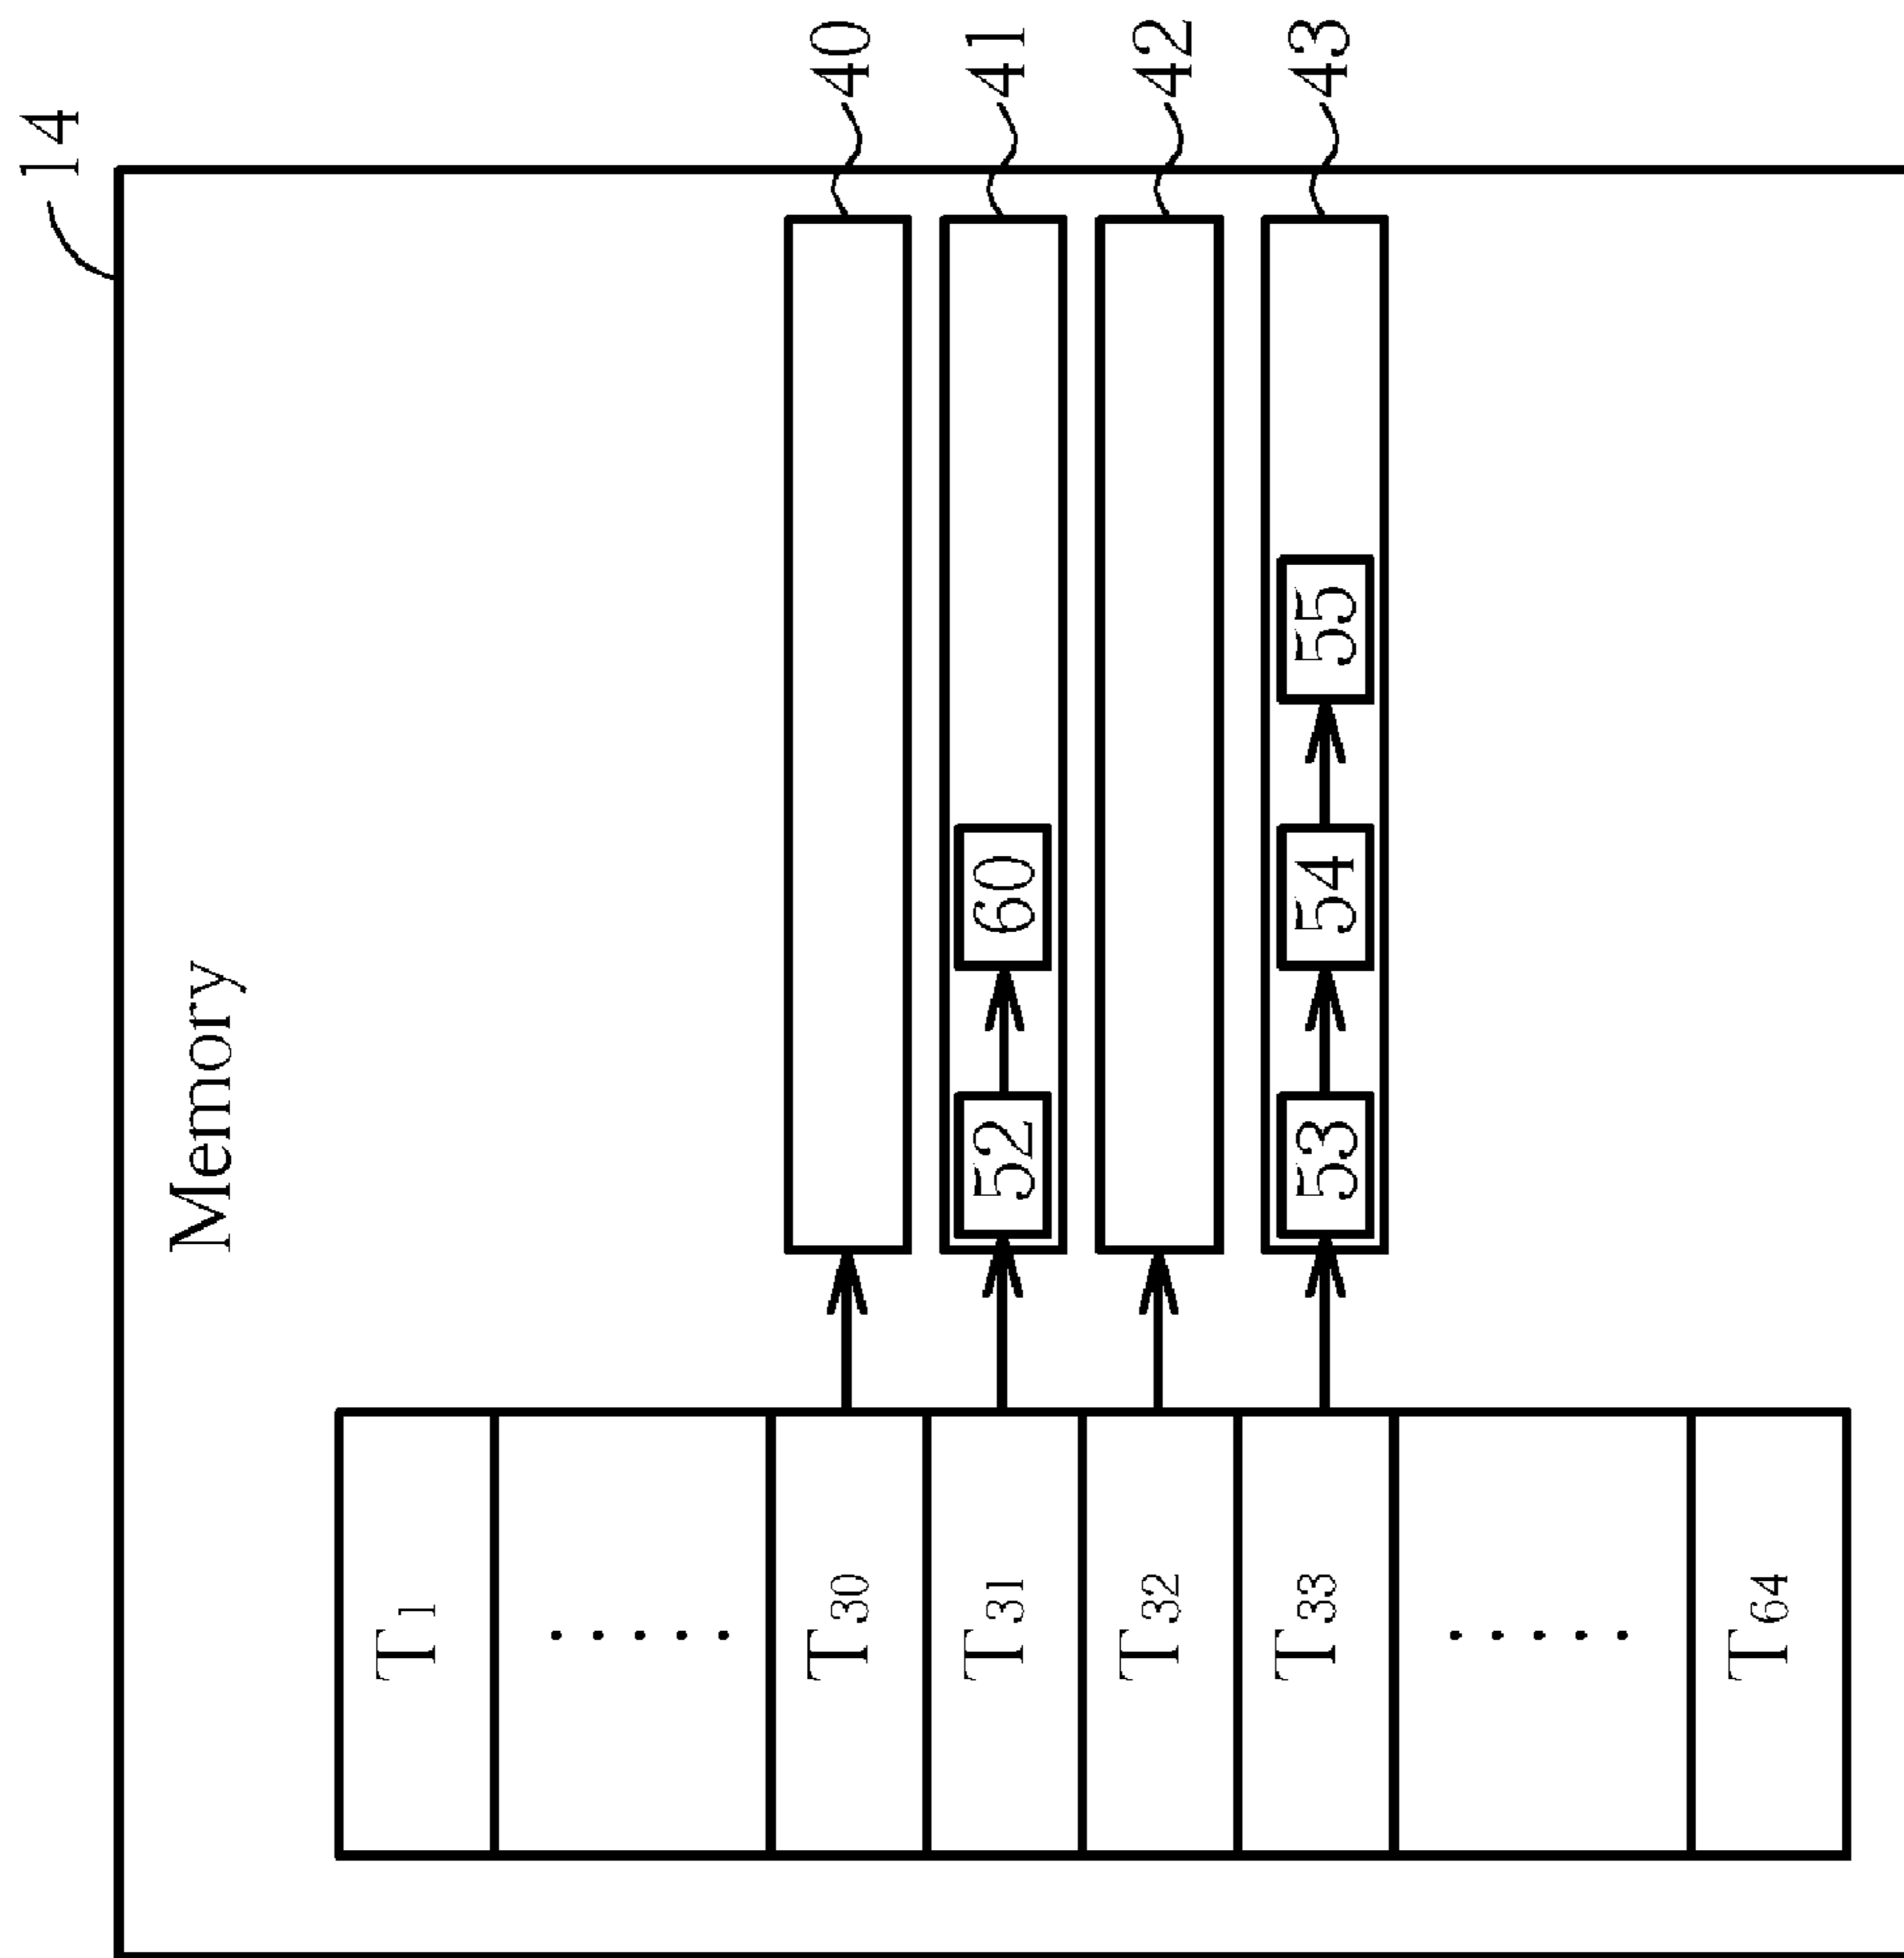 14
Memory
T1
.....
T30
40
T31
52
60
41
T32
42
T33
53
54
55
43
.....
T64